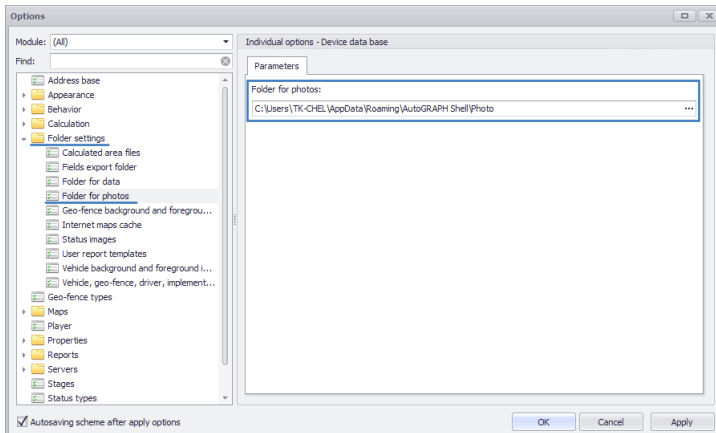 Options
Module: (All)
Find:
Address base
Appearance
Behavior
Calculation
Folder settings
Calculated area files
Fields export folder
Folder for data
Folder for photos
Geo-fence background and foregrou...
Internet maps cache
Status images
User report templates
Vehicle background and foreground i...
Vehicle, geo-fence, driver, implement...
Geo-fence types
Maps
Player
Properties
Reports
Servers
Stages
Status types
Individual options - Device data base
Parameters
Folder for photos:
C:\Users\TK-CHEL\AppData\Roaming\AutoGRAPH Shell\Photo ...
Autosaving scheme after apply options
OK Cancel Apply